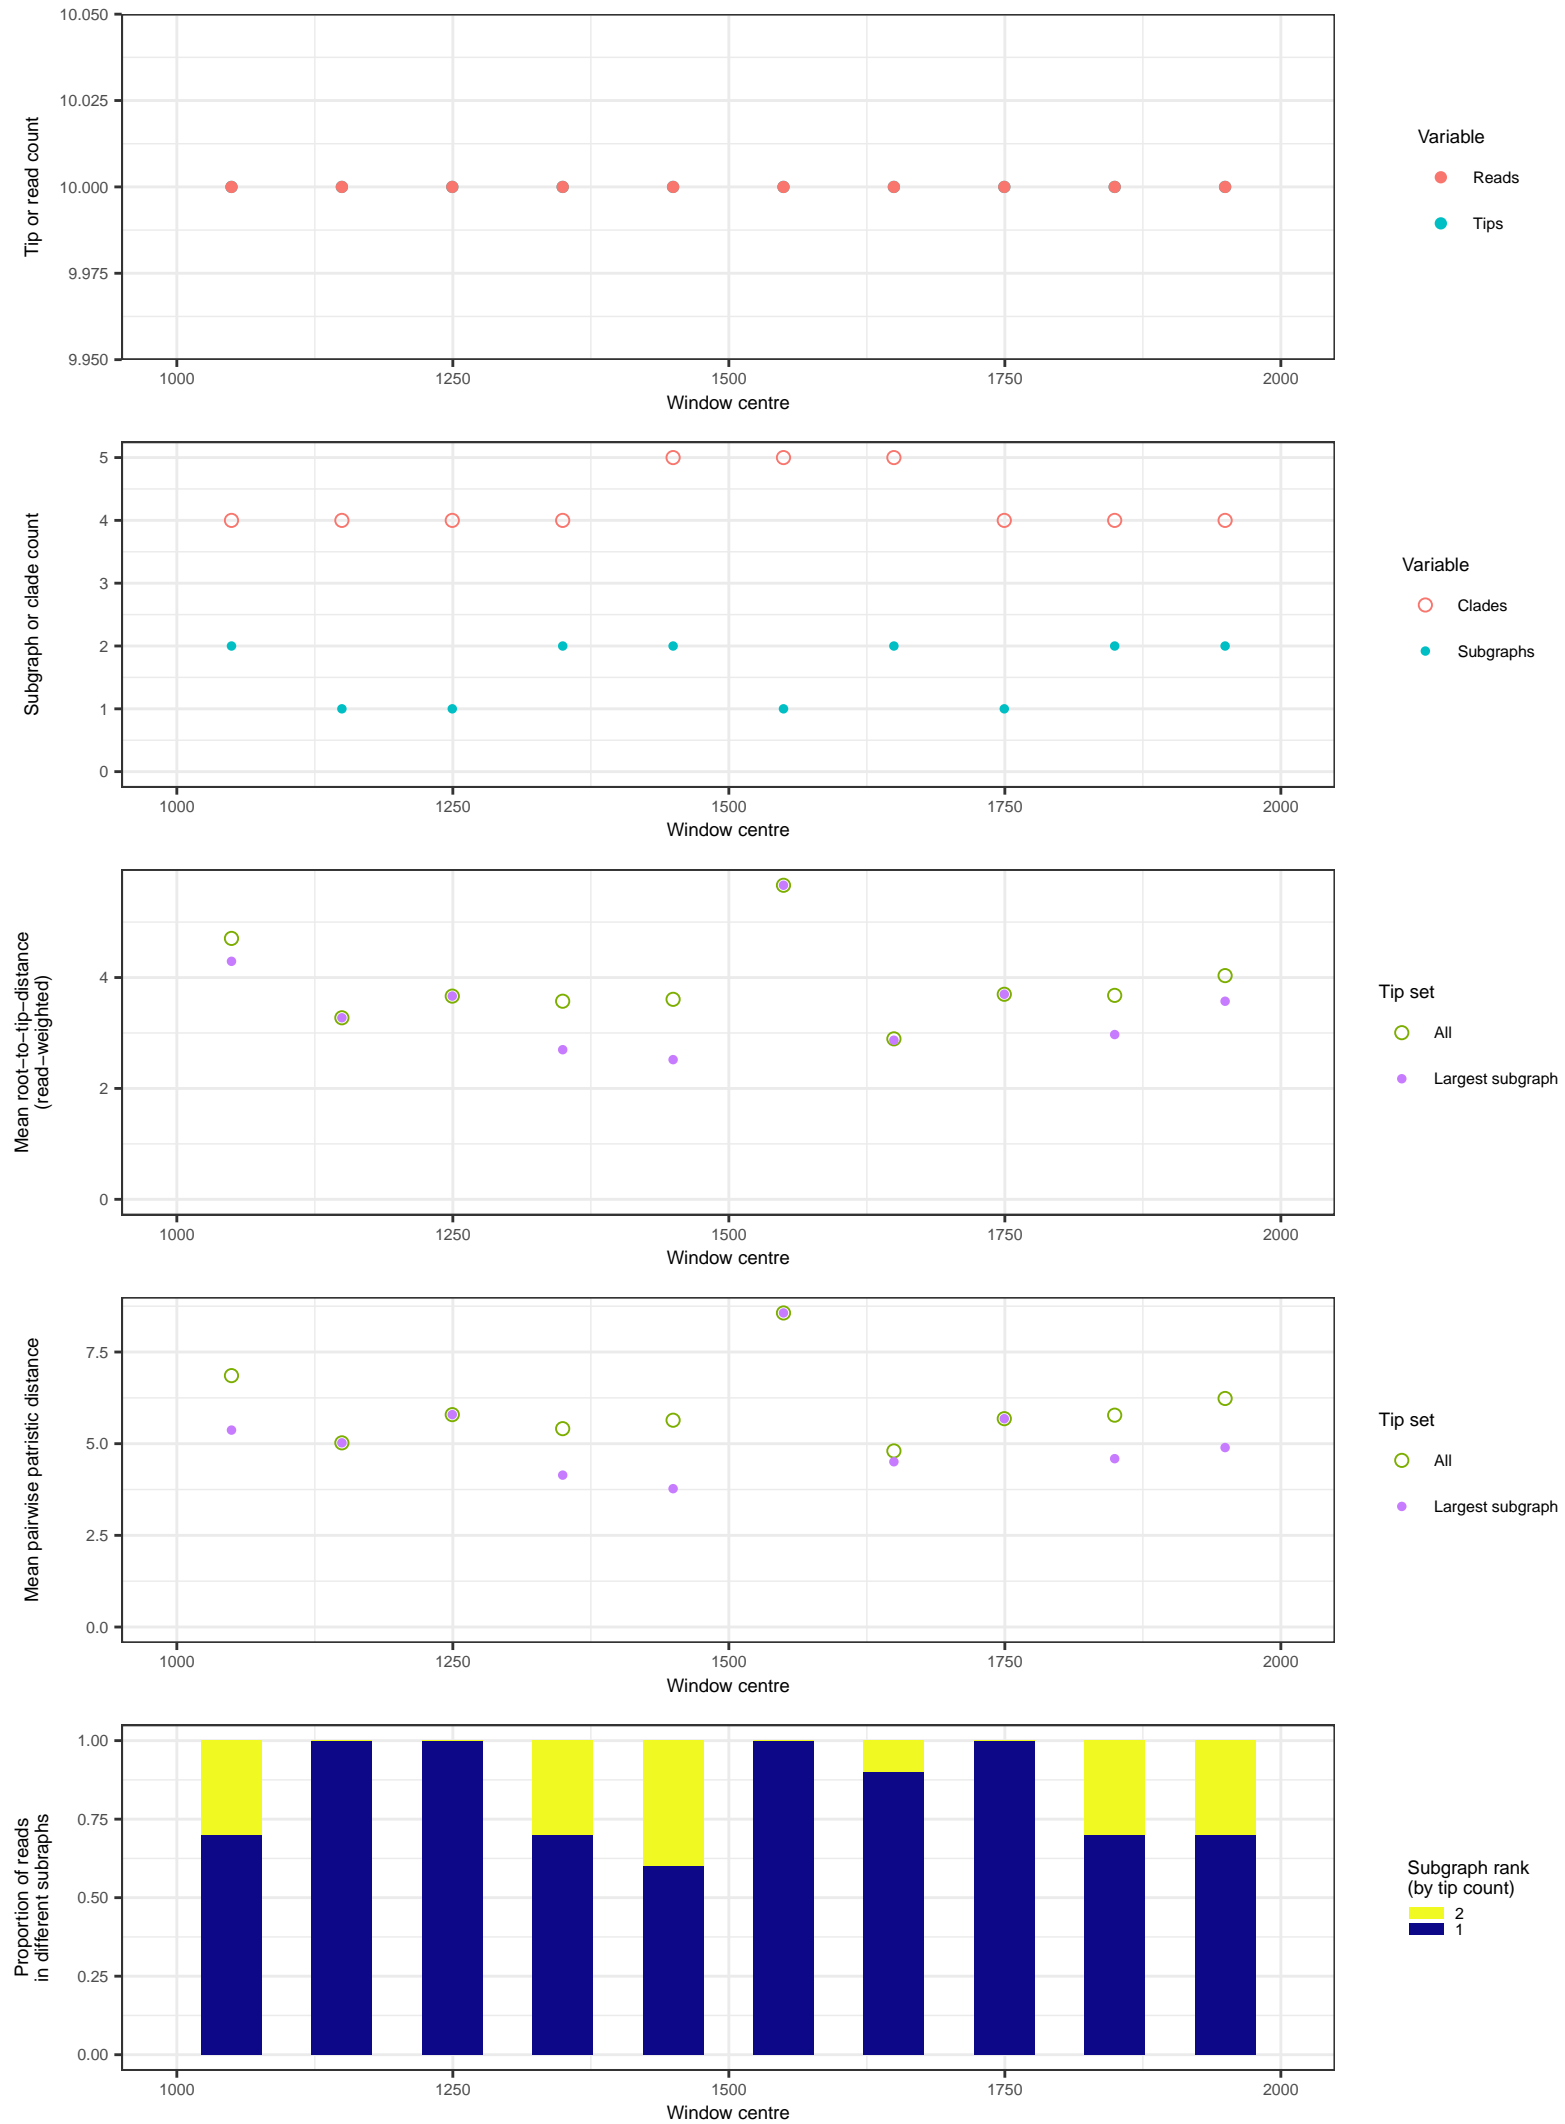 10.050
10.025
10.000
9.975
9.950
Tip or read count
1000 1250 1500 1750 2000
Window centre
Variable
Reads
Tips
5
4
3
2
1
0
Subgraph or clade count
1000 1250 1500 1750 2000
Window centre
Variable
Clades
Subgraphs
4
2
0
Mean root−to−tip−distance
(read−weighted)
1000 1250 1500 1750 2000
Window centre
Tip set
All
Largest subgraph
7.5
5.0
2.5
0.0
Mean pairwise patristic distance
1000 1250 1500 1750 2000
Window centre
Tip set
All
Largest subgraph
1.00
0.75
0.50
0.25
0.00
Proportion of reads
in different subraphs
1000 1250 1500 1750 2000
Window centre
Subgraph rank
(by tip count)
2
1